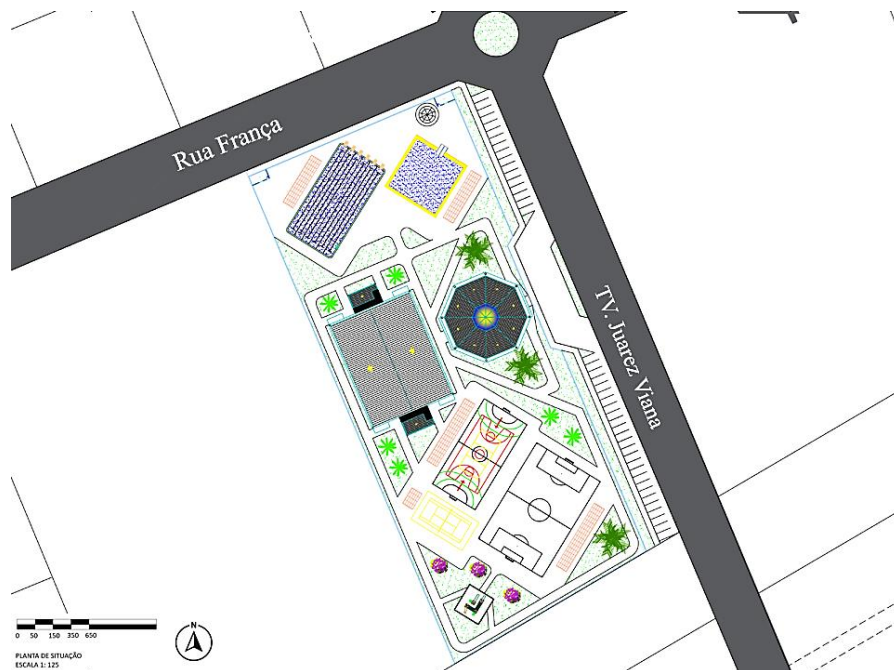 Rua França
TV. Juarez Viana
N
0 50 150 350 650
PLANTA DE SITUAÇÃO
ESCALA 1: 125